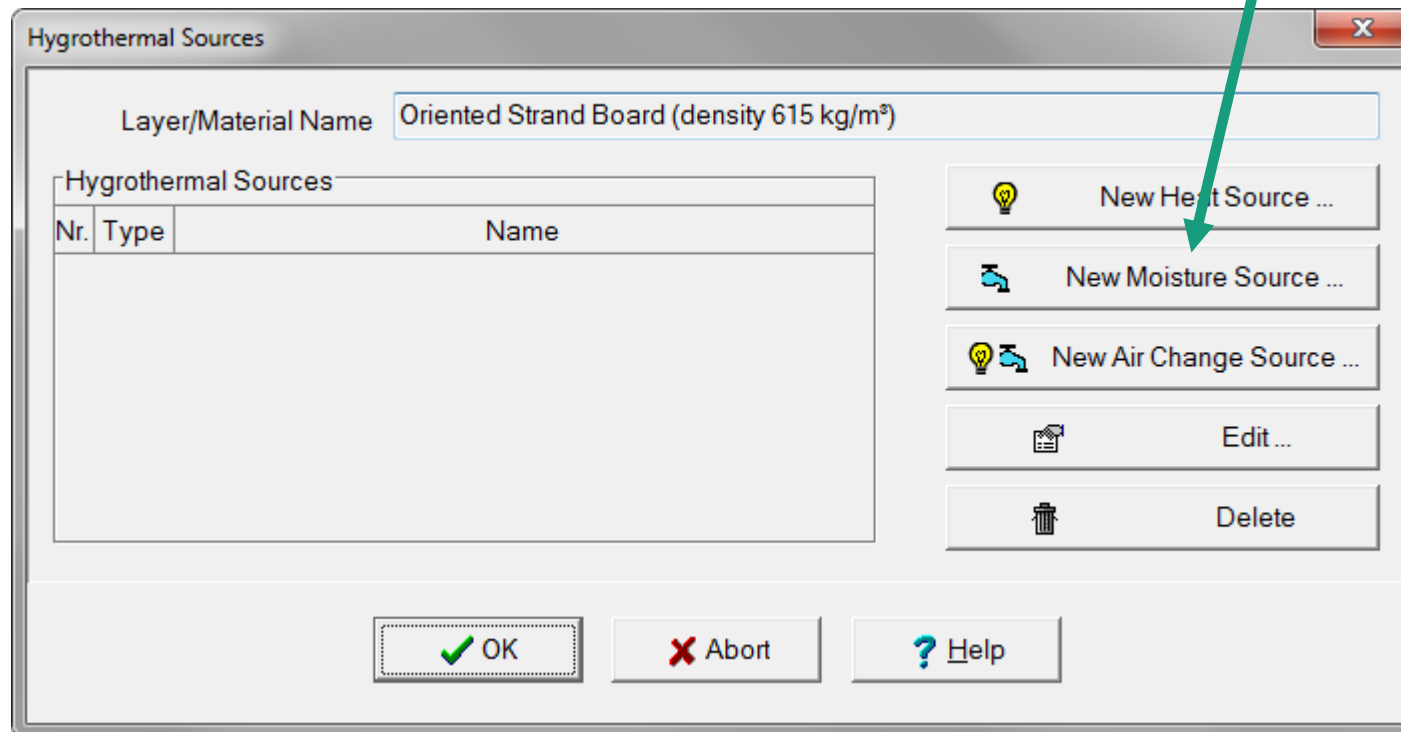 Hygrothermal Sources
Layer/Material Name Oriented Strand Board (density 615 kg/m³)
Hygrothermal Sources
Nr. Type Name
New Heat Source ...
New Moisture Source ...
New Air Change Source ...
Edit ...
Delete
OK Abort ? Help